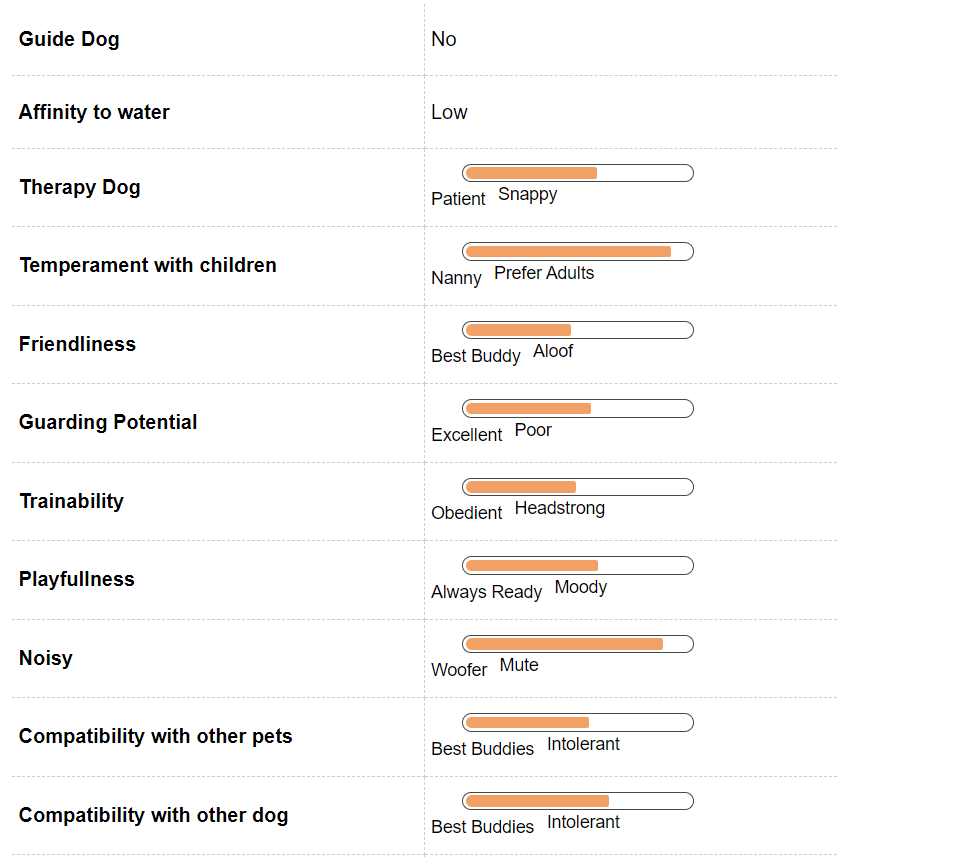 Guide Dog No
Affinity to water Low
Therapy Dog
Patient Snappy
Temperament with children
Nanny Prefer Adults
Friendliness
Best Buddy Aloof
Guarding Potential
Excellent Poor
Trainability
Obedient Headstrong
Playfullness
Always Ready Moody
Noisy
Woofer Mute
Compatibility with other pets
Best Buddies Intolerant
Compatibility with other dog
Best Buddies Intolerant